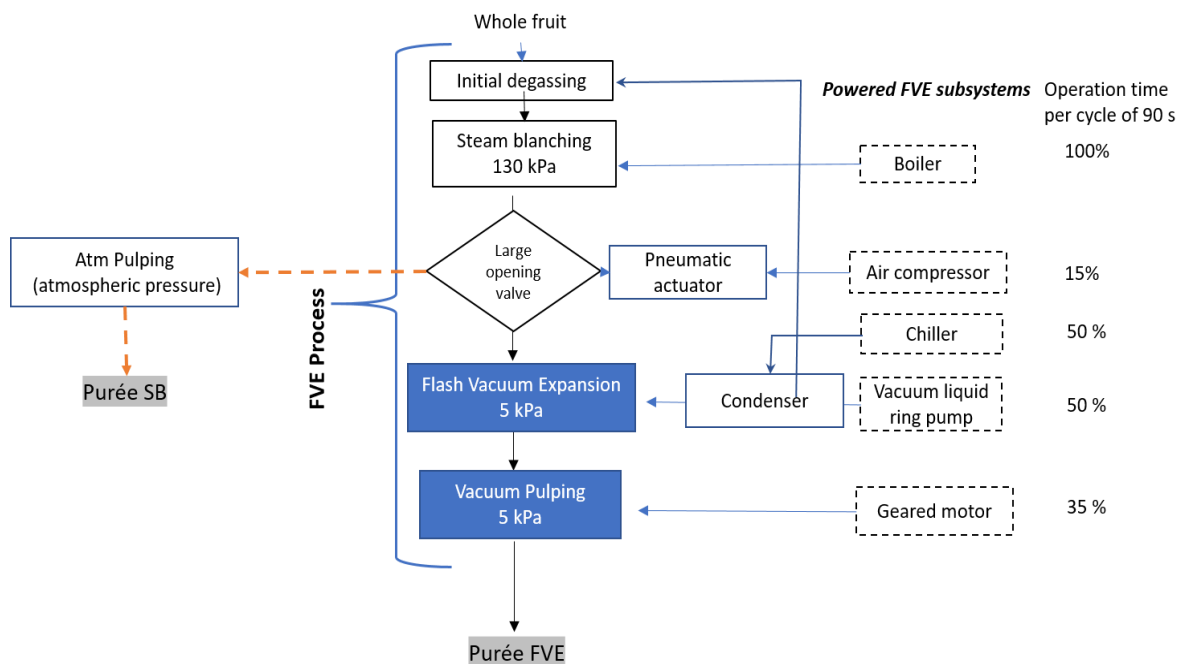 Whole fruit
Initial degassing
Powered FVE subsystems
Operation time
per cycle of 90 s
Steam blanching
130 kPa
Boiler
100%
Atm Pulping
(atmospheric pressure)
Large
opening
valve
Pneumatic
actuator
Air compressor
15%
FVE Process
Chiller
50 %
Purée SB
Flash Vacuum Expansion
5 kPa
Condenser
Vacuum liquid
ring pump
50 %
Vacuum Pulping
5 kPa
Geared motor
35 %
Purée FVE